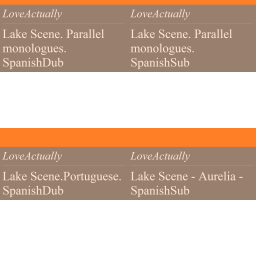 LoveActually LoveActually
Lake Scene. Parallel Lake Scene. Parallel
monologues. monologues.
SpanishDub SpanishSub
LoveActually LoveActually
Lake Scene.Portuguese. Lake Scene - Aurelia -
SpanishDub SpanishSub